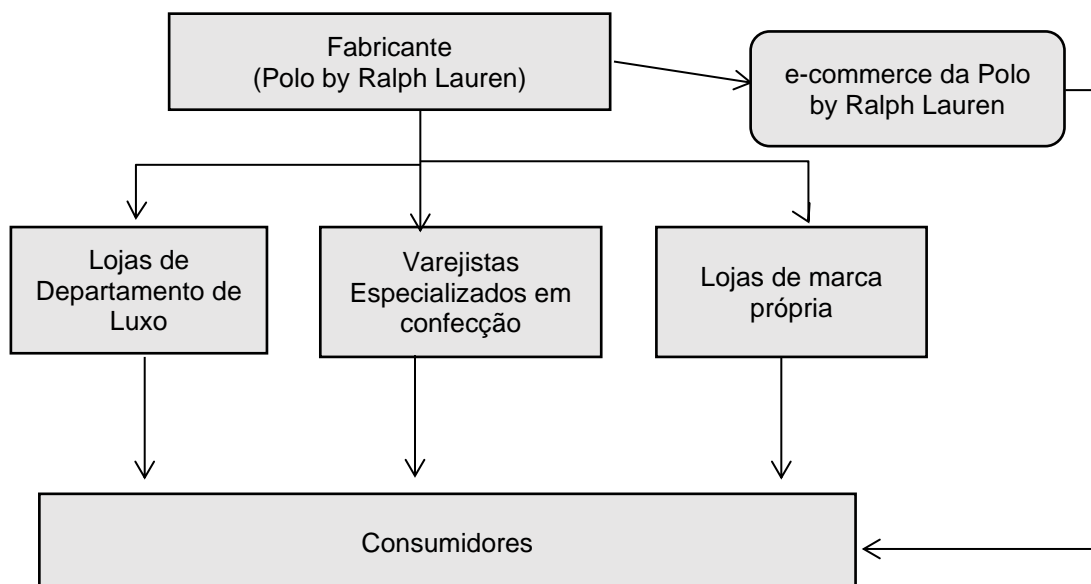 Fabricante
(Polo by Ralph Lauren)
e-commerce da Polo
by Ralph Lauren
Lojas de
Departamento de
Luxo
Varejistas
Especializados em
confecção
Lojas de marca
própria
Consumidores